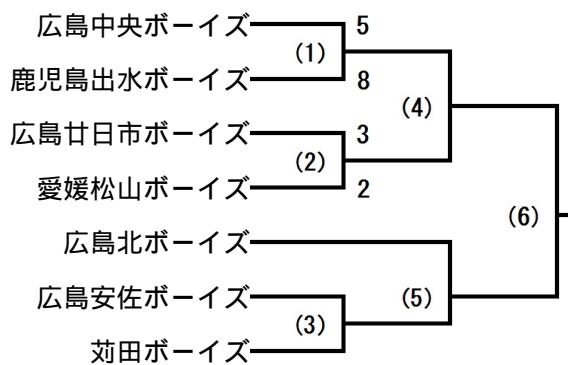 広島中央ボーイズ 5
(1)
鹿児島出水ボーイズ 8
(4)
広島廿日市ボーイズ 3
(2)
愛媛松山ボーイズ 2
(6)
広島北ボーイズ
広島安佐ボーイズ (5)
(3)
苅田ボーイズ